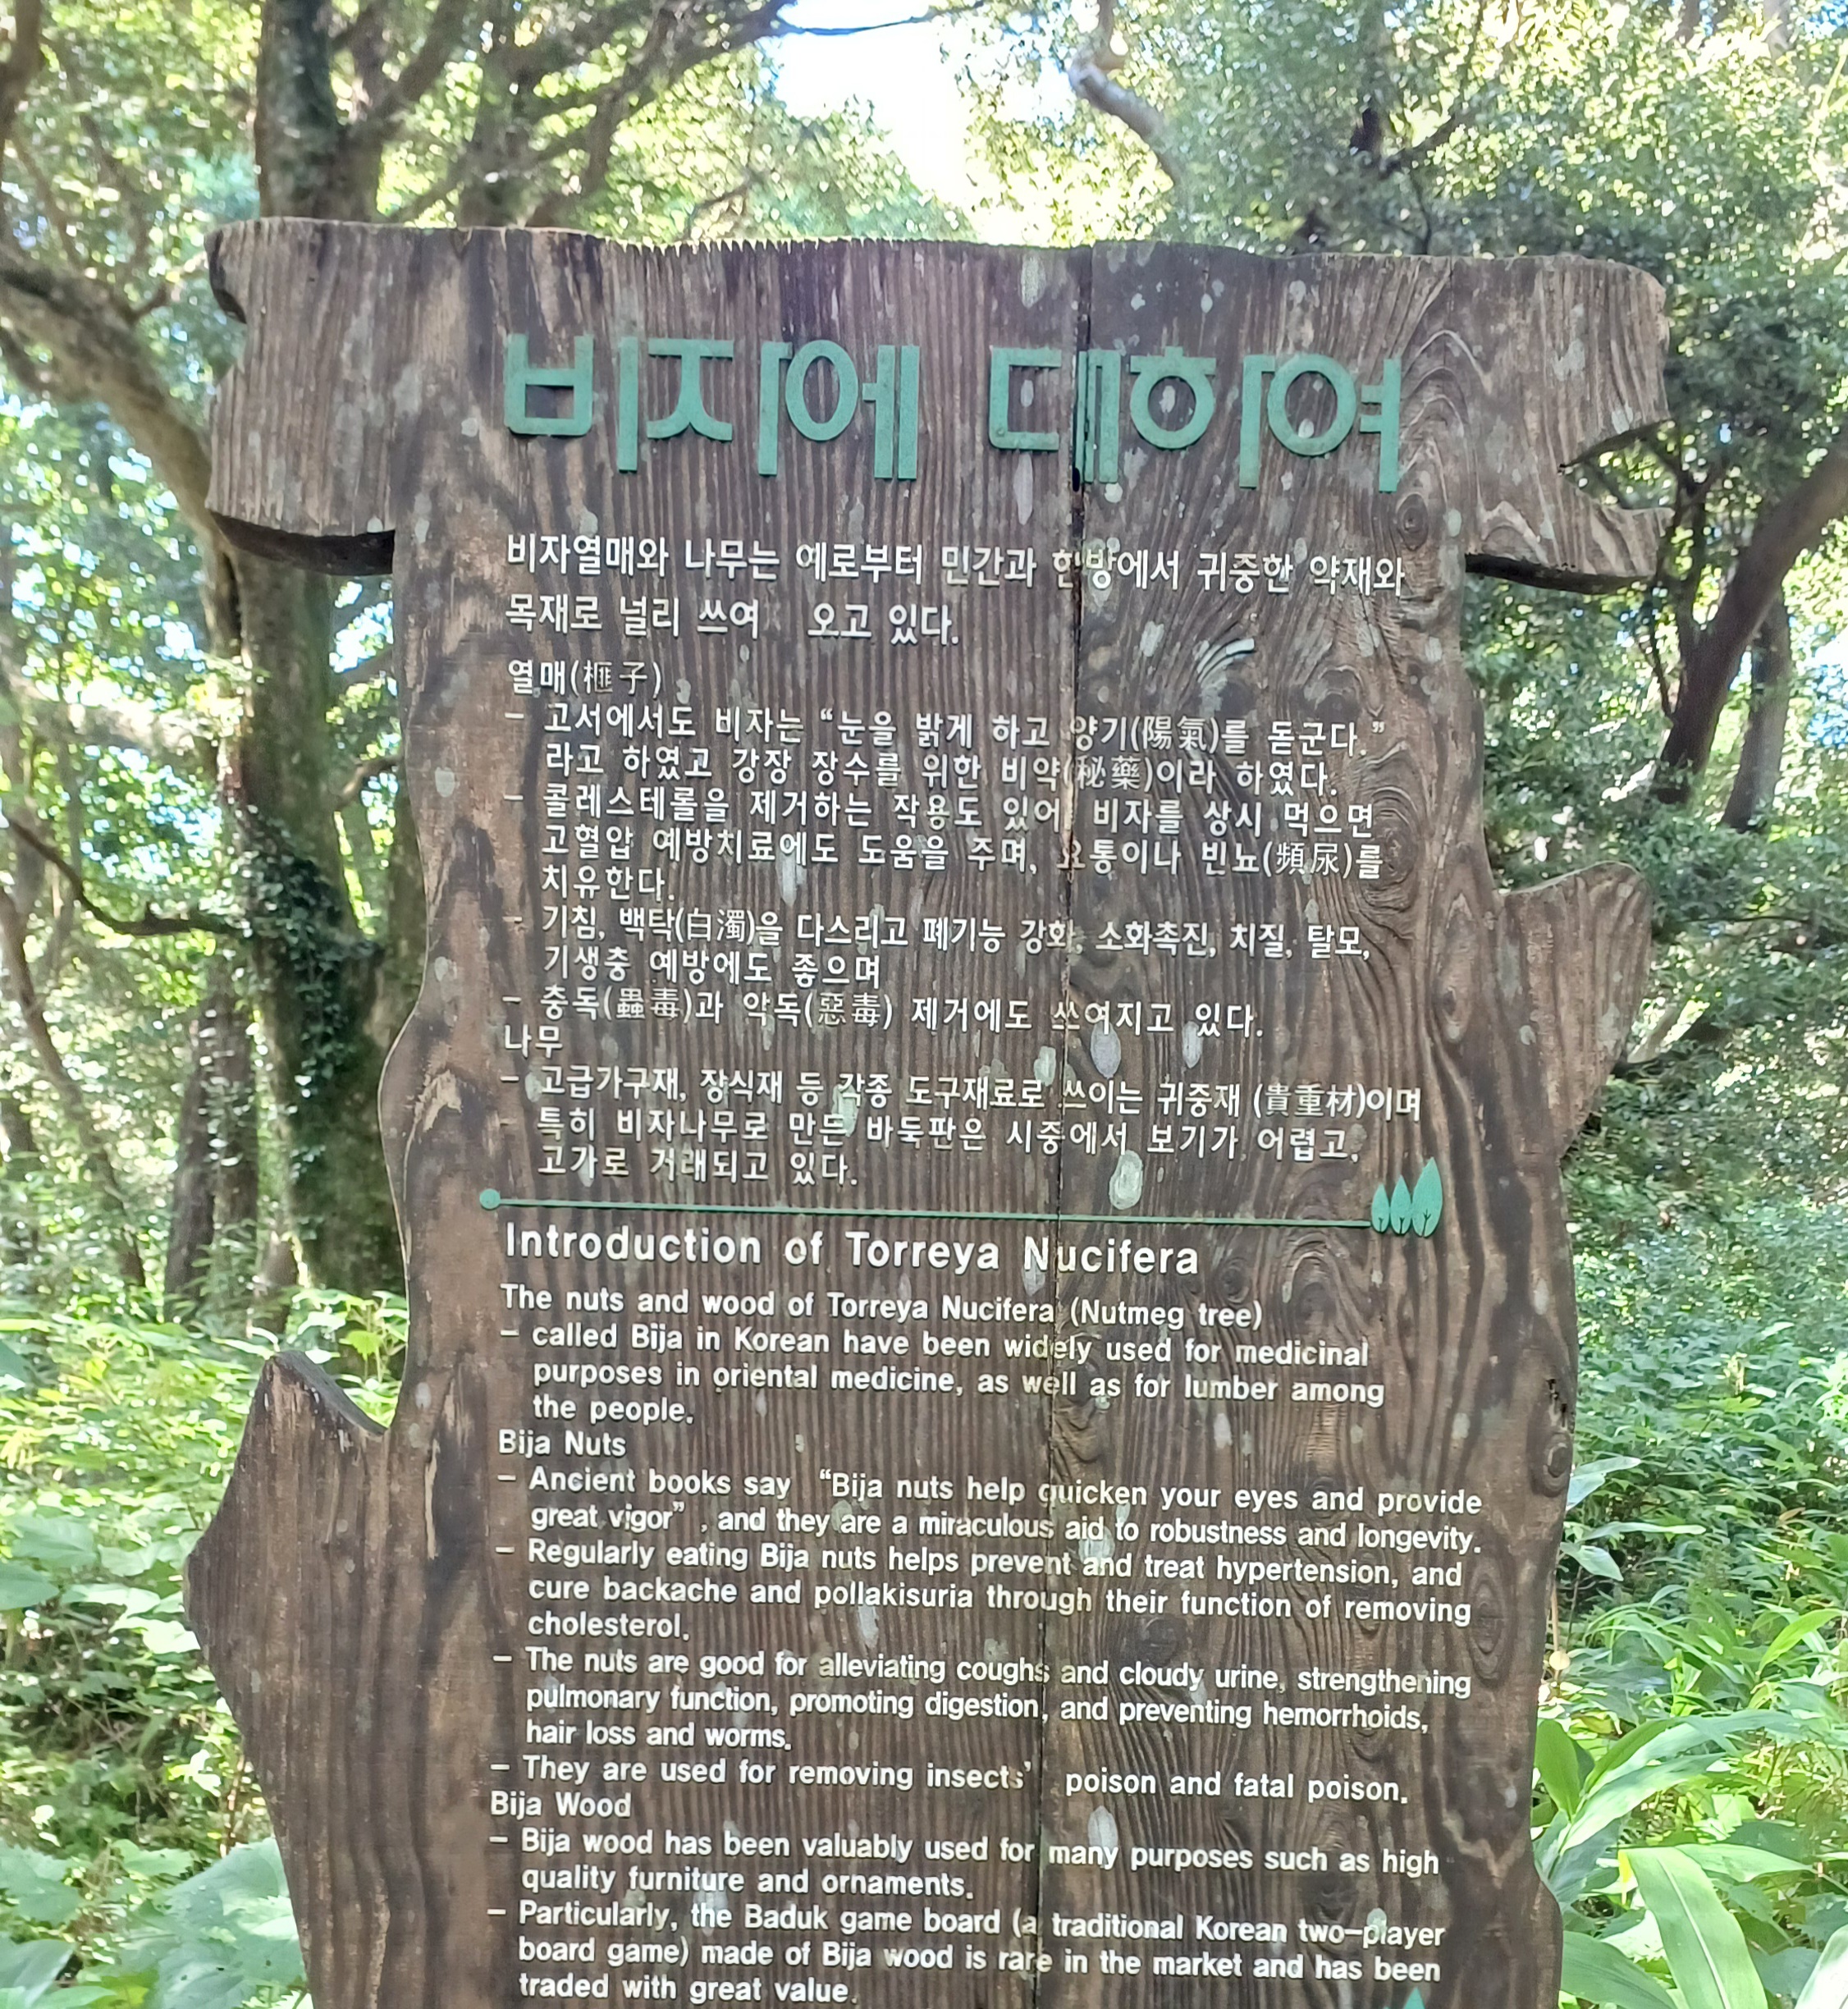 비자에 대하여
비자열매와 나무는 예로부터 민간과 한방에서 귀중한 약재와
목재로 널리 쓰여 오고 있다.
열매(榧子)
- 고서에서도 비자는 “눈을 밝게 하고 양기(陽氣)를 돋군다.”
라고 하였고 강장 장수를 위한 비약(秘藥)이라 하였다.
- 콜레스테롤을 제거하는 작용도 있어 비자를 상시 먹으면
고혈압 예방치료에도 도움을 주며, 요통이나 빈뇨(頻尿)를
치유한다.
- 기침, 백탁(白濁)을 다스리고 폐기능 강화, 소화촉진, 치질, 탈모,
기생충 예방에도 좋으며
- 충독(蟲毒)과 악독(惡毒) 제거에도 쓰여지고 있다.
나무
- 고급가구재, 장식재 등 각종 도구재료로 쓰이는 귀중재 (貴重材)이며
- 특히 비자나무로 만든 바둑판은 시중에서 보기가 어렵고,
고가로 거래되고 있다.
Introduction of Torreya Nucifera
The nuts and wood of Torreya Nucifera (Nutmeg tree)
- called Bija in Korean have been widely used for medicinal
purposes in oriental medicine, as well as for lumber among
the people.
Bija Nuts
- Ancient books say “Bija nuts help quicken your eyes and provide
great vigor” , and they are a miraculous aid to robustness and longevity.
- Regularly eating Bija nuts helps prevent and treat hypertension, and
cure backache and pollakisuria through their function of removing
cholesterol.
- The nuts are good for alleviating coughs and cloudy urine, strengthening
pulmonary function, promoting digestion, and preventing hemorrhoids,
hair loss and worms.
- They are used for removing insects’ poison and fatal poison.
Bija Wood
- Bija wood has been valuably used for many purposes such as high
quality furniture and ornaments.
- Particularly, the Baduk game board (a traditional Korean two-player
board game) made of Bija wood is rare in the market and has been
traded with great value.